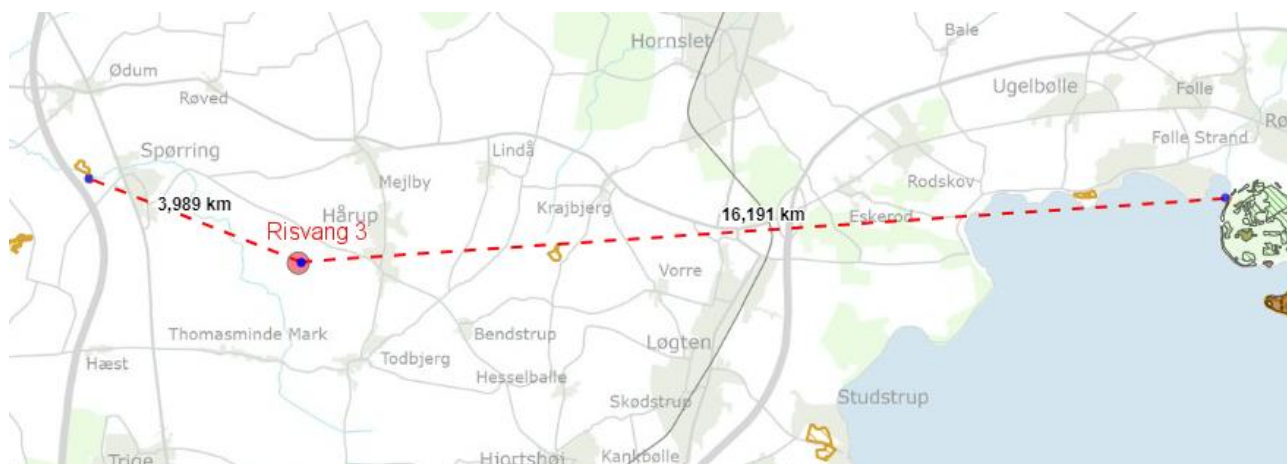 Bale
Hornslet
Ødum
Ugelbølle
Følle
Røved
Rø
Følle Strand
Spørring
Lindå
Mejlby
Rodskov
3,989 km
Krajbjerg
Hårup
16,191 km
Eskerod
Risvang 3
Vorre
Thomasminde Mark
Bendstrup
Løgten
Hæst
Todbjerg
Hesselballe
Skødstrup
Studstrup
Trige
Hjortshøj
Kankbølle